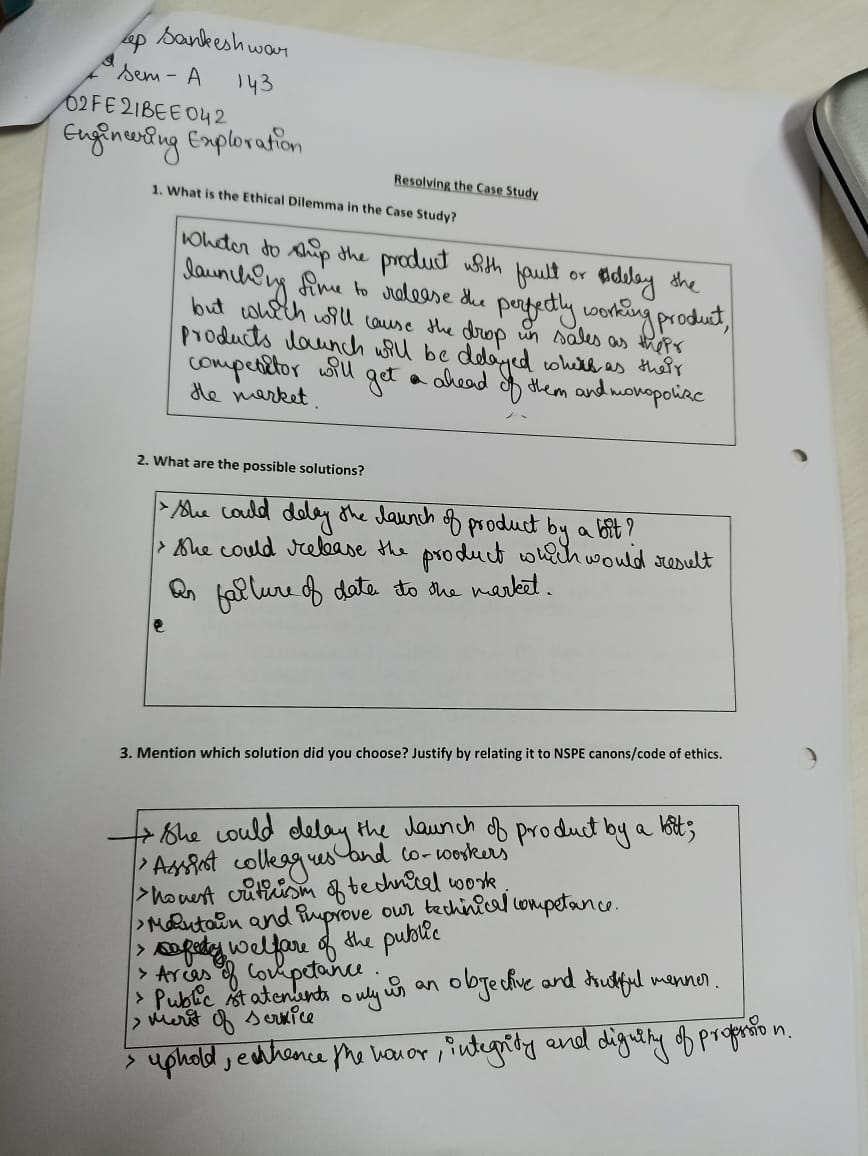 ep Sankeshwar
Sem - A 143
02FE21BEE042
Engineering Exploration
Resolving the Case Study
1. What is the Ethical Dilemma in the Case Study?
Wheter to ship the product with fault or delay the
launching time to release the perfectly working product,
but which will cause the drop in sales as their
products launch will be delayed where as their
competitor will get a ahead of them and monopolize
the market.
2. What are the possible solutions?
> She could delay the launch of product by a bit?
> She could release the product which would result
in failure of date to the market.
e
3. Mention which solution did you choose? Justify by relating it to NSPE canons/code of ethics.
→ She could delay the launch of product by a bit;
> Assist colleagues and co-workers
> honest criticism of technical work.
> Maintain and improve our techinical competance.
> welfare of the public
> Areas of Competance.
> Public statements only in an objective and truthful manner.
> Merit of service
> uphold, enhence the honor, integrity and dignity of profession.